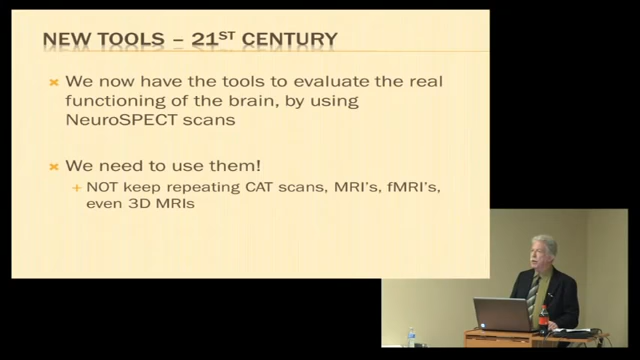 NEW TOOLS – 21ST CENTURY
We now have the tools to evaluate the real
functioning of the brain, by using
NeuroSPECT scans
We need to use them!
NOT keep repeating CAT scans, MRI's, fMRI's,
even 3D MRIs